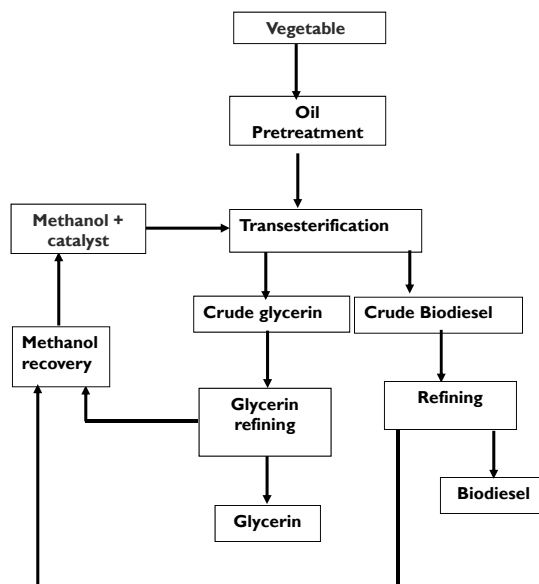 Vegetable
Oil
Pretreatment
Methanol +
catalyst
Transesterification
Crude glycerin
Crude Biodiesel
Methanol
recovery
Glycerin
refining
Refining
Biodiesel
Glycerin